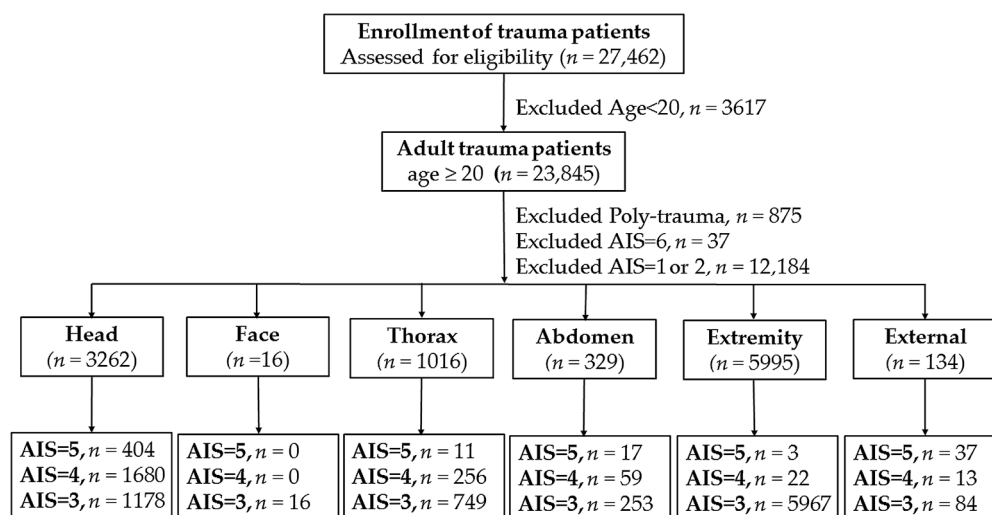 Enrollment of trauma patients
Assessed for eligibility (n = 27,462)
Excluded Age<20, n = 3617
Adult trauma patients
age ≥ 20 (n = 23,845)
Excluded Poly-trauma, n = 875
Excluded AIS=6, n = 37
Excluded AIS=1 or 2, n = 12,184
Head
(n = 3262)
Face
(n =16)
Thorax
(n = 1016)
Abdomen
(n = 329)
Extremity
(n = 5995)
External
(n = 134)
AIS=5, n = 404
AIS=4, n = 1680
AIS=3, n = 1178
AIS=5, n = 0
AIS=4, n = 0
AIS=3, n = 16
AIS=5, n = 11
AIS=4, n = 256
AIS=3, n = 749
AIS=5, n = 17
AIS=4, n = 59
AIS=3, n = 253
AIS=5, n = 3
AIS=4, n = 22
AIS=3, n = 5967
AIS=5, n = 37
AIS=4, n = 13
AIS=3, n = 84